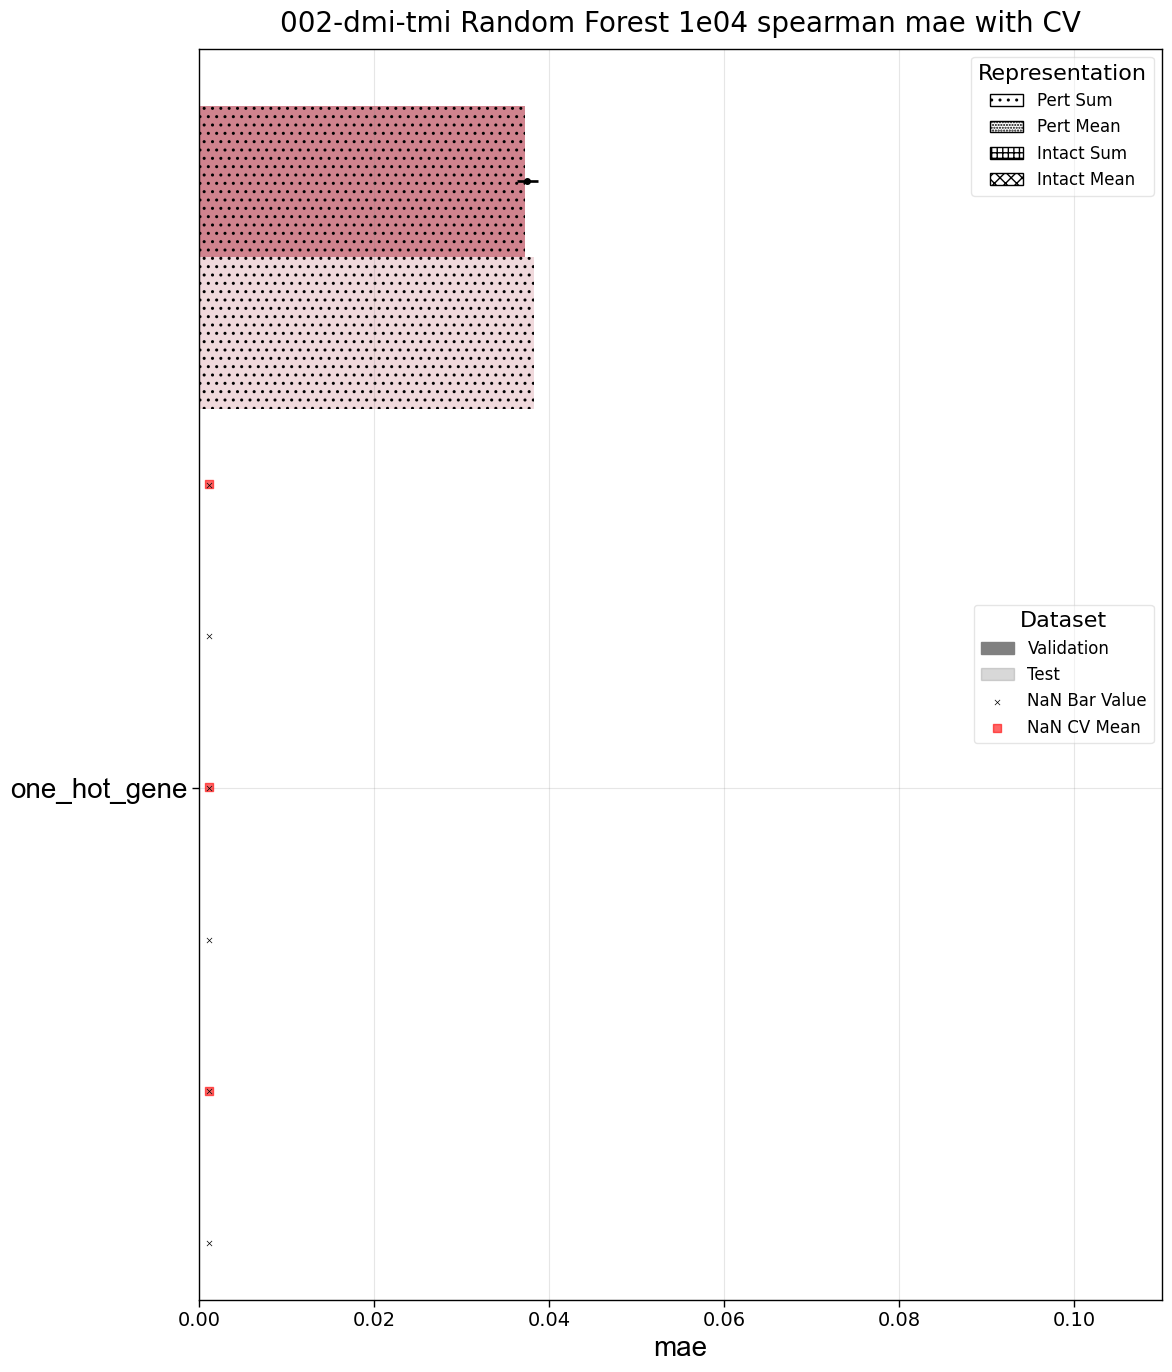 002-dmi-tmi Random Forest 1e04 spearman mae with CV
Representation
Pert Sum
Pert Mean
Intact Sum
Intact Mean
Dataset
Validation
Test
NaN Bar Value
NaN CV Mean
one_hot_gene
0.00 0.02 0.04 0.06 0.08 0.10
mae